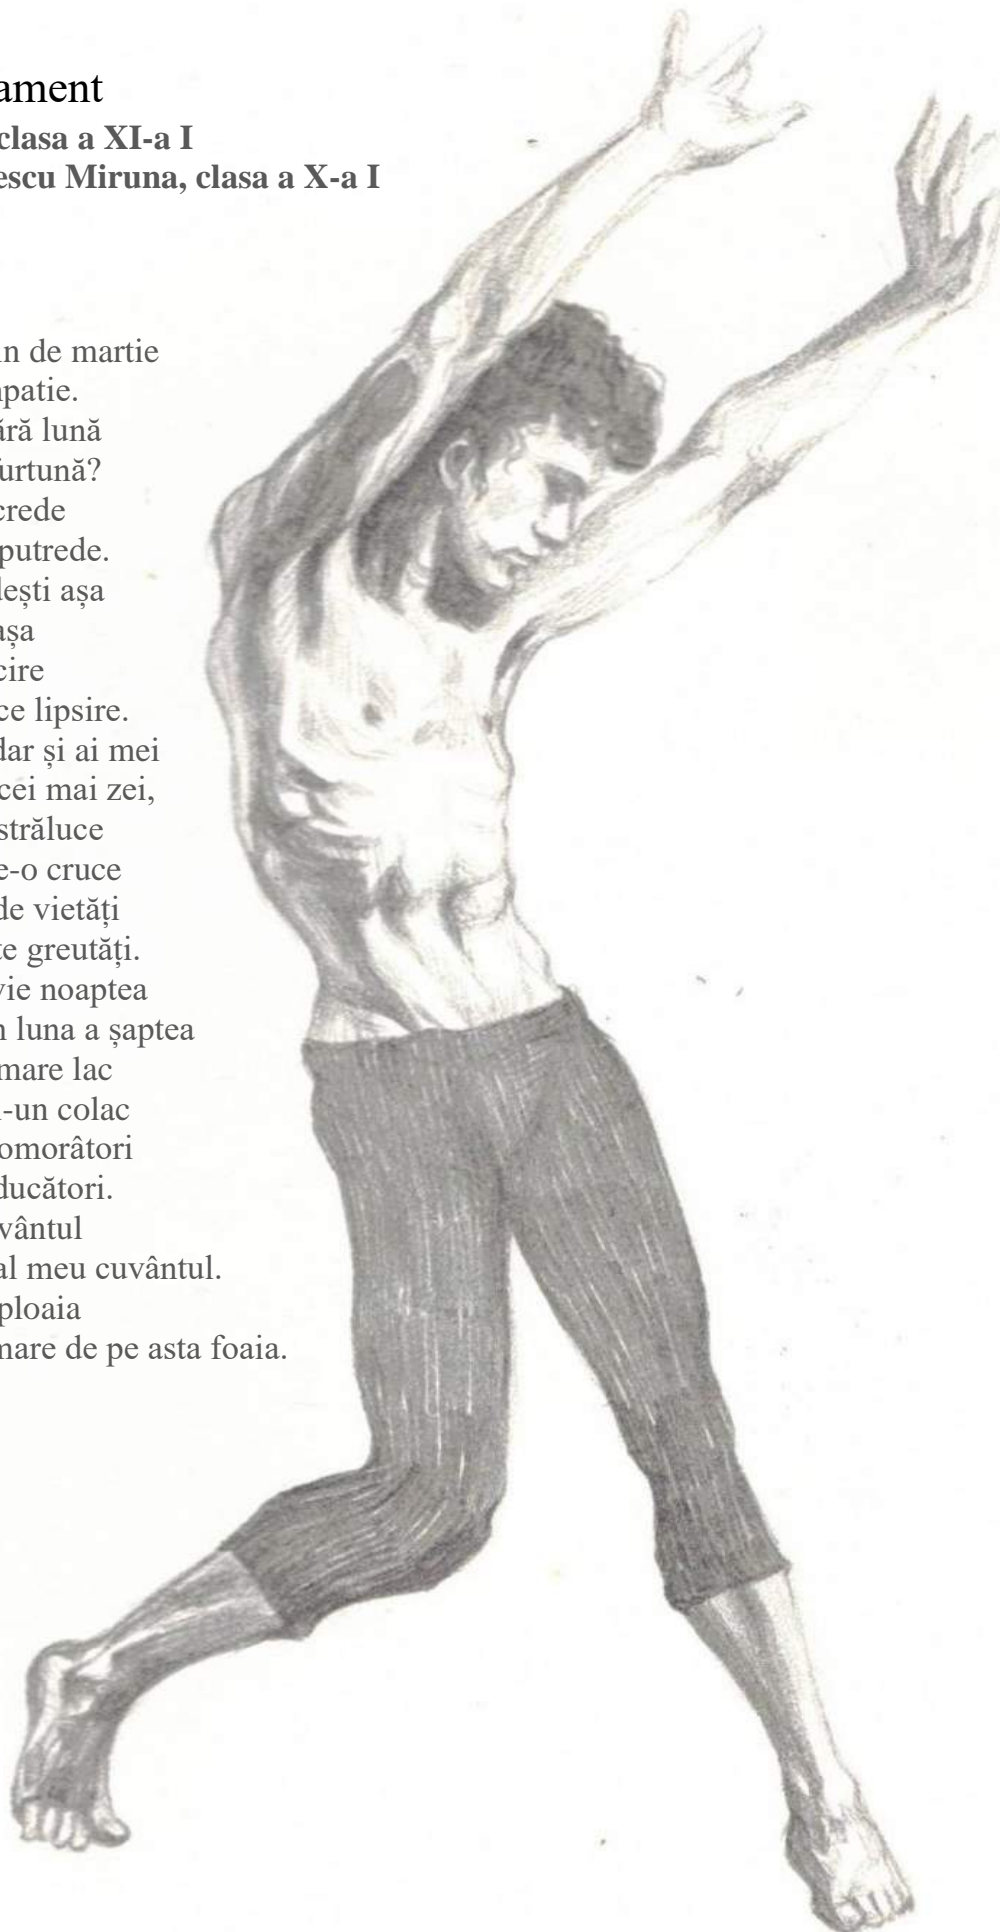 ament
clasa a XI-a I
escu Miruna, clasa a X-a I
in de martie
patie.
ără lună
furtună?
crede
putrede.
dești așa
așa
cire
ce lipsire.
dar și ai mei
cei mai zei,
străluce
e-o cruce
de vietăți
te greutăți.
vie noaptea
n luna a șaptea
mare lac
-un colac
omorâtori
ducători.
vântul
al meu cuvântul.
ploaia
mare de pe asta foaia.